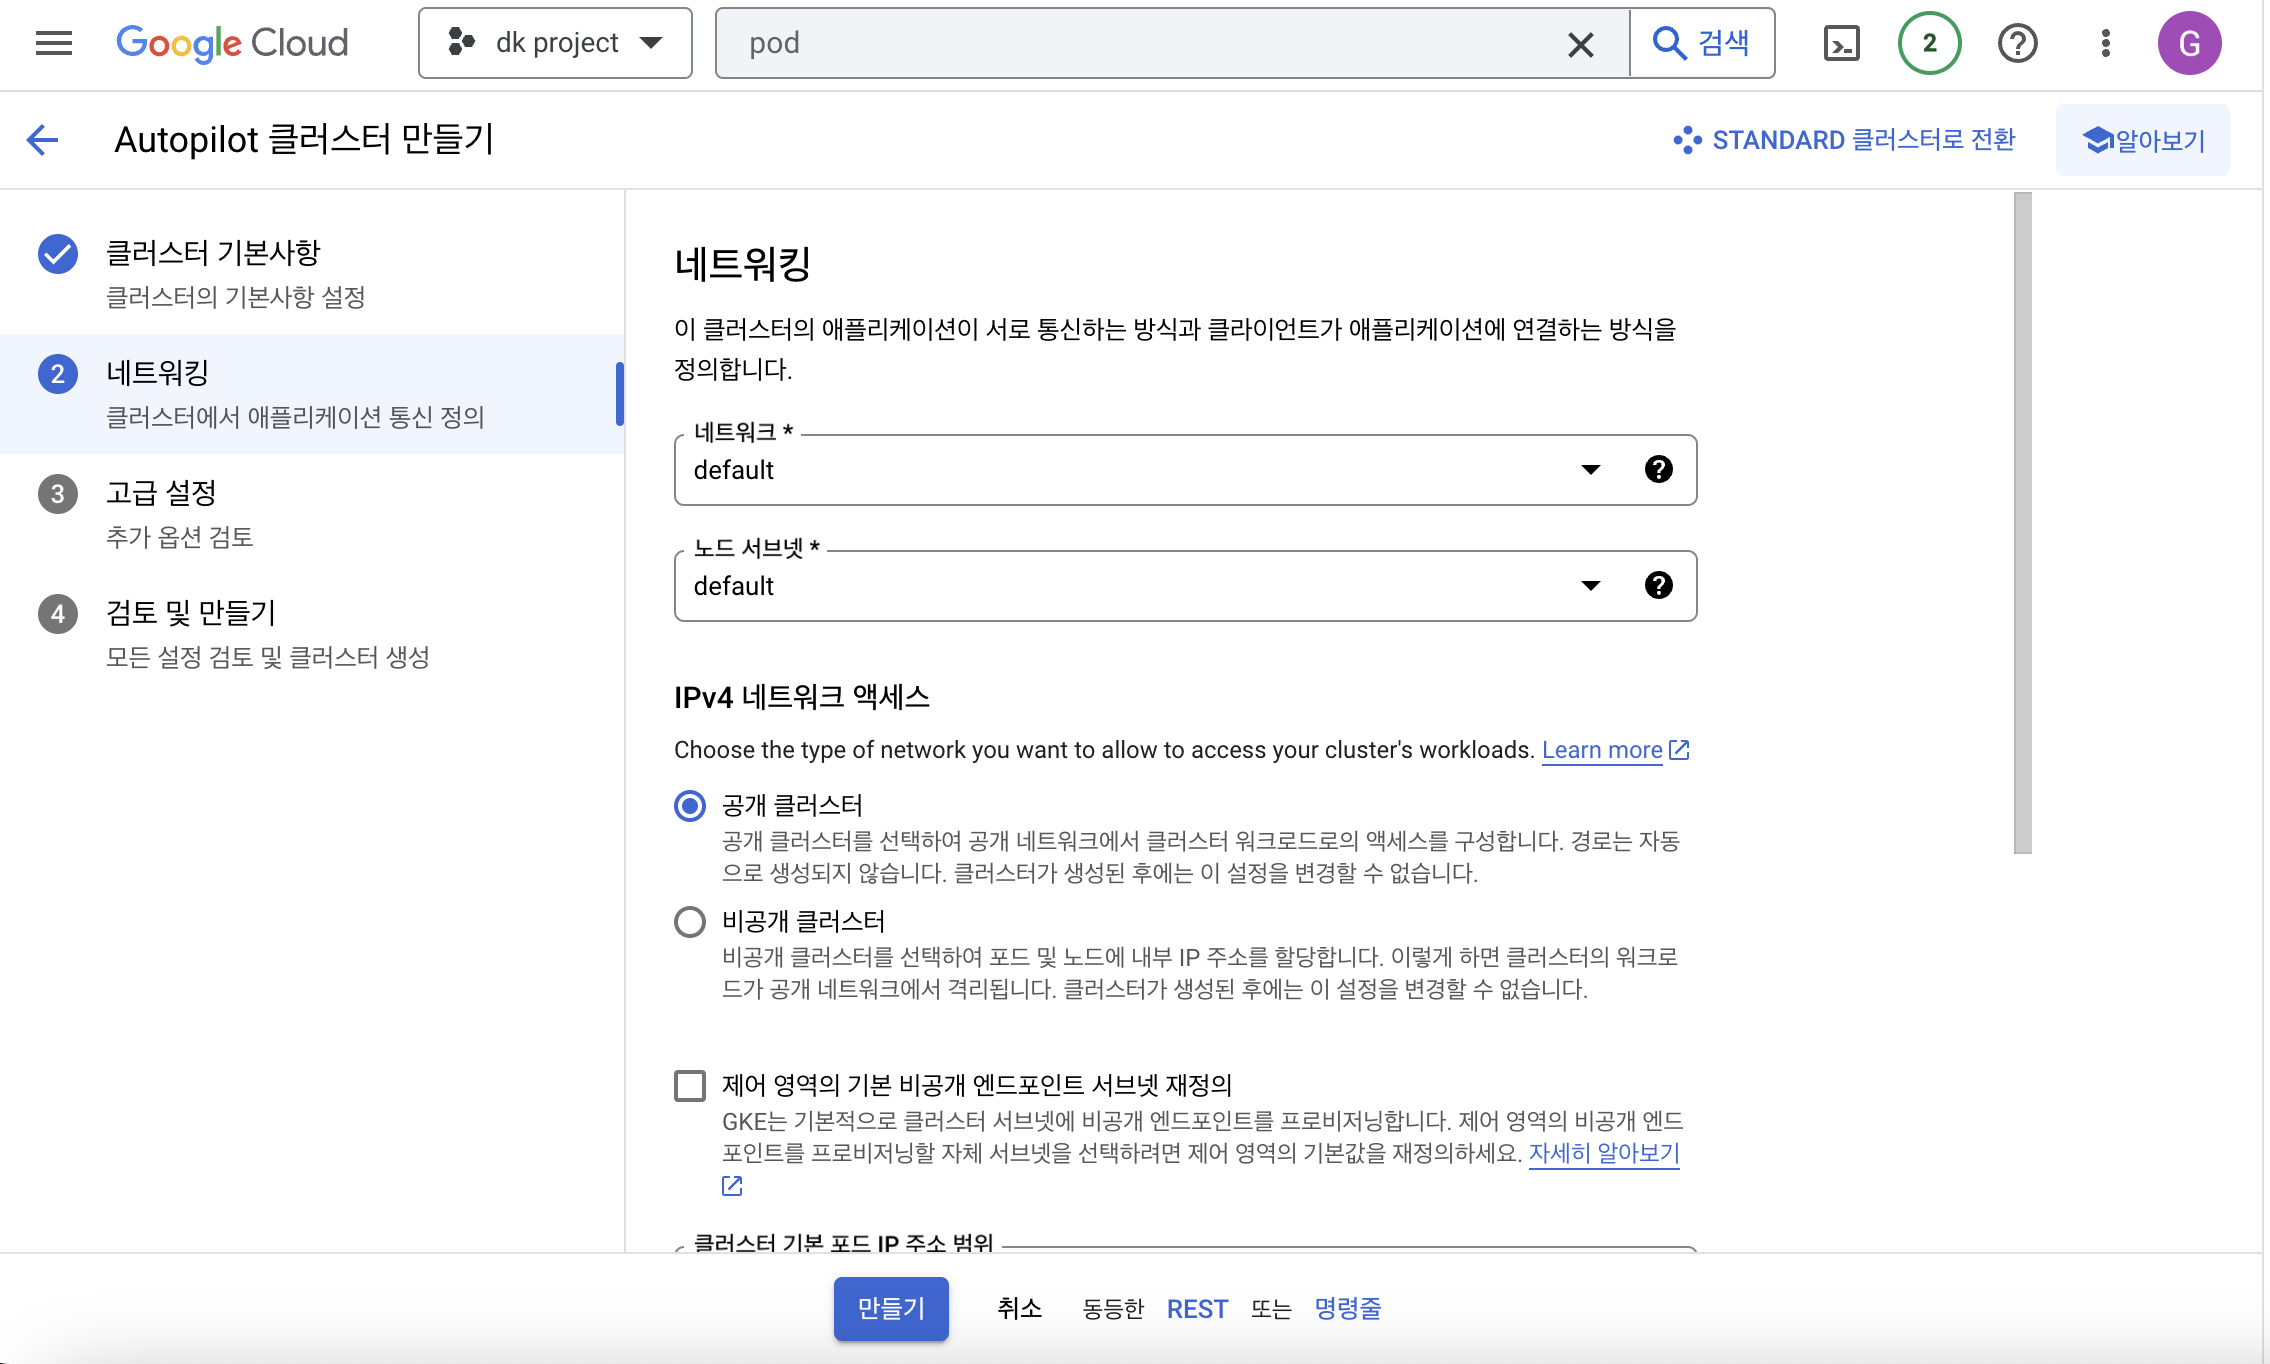 Google Cloud
dk project
pod
검색
2
G
Autopilot 클러스터 만들기
STANDARD 클러스터로 전환
알아보기
클러스터 기본사항
클러스터의 기본사항 설정
2
네트워킹
클러스터에서 애플리케이션 통신 정의
3
고급 설정
추가 옵션 검토
4
검토 및 만들기
모든 설정 검토 및 클러스터 생성
네트워킹
이 클러스터의 애플리케이션이 서로 통신하는 방식과 클라이언트가 애플리케이션에 연결하는 방식을
정의합니다.
네트워크 *
default
노드 서브넷 *
default
IPv4 네트워크 액세스
Choose the type of network you want to allow to access your cluster's workloads. Learn more
공개 클러스터
공개 클러스터를 선택하여 공개 네트워크에서 클러스터 워크로드로의 액세스를 구성합니다. 경로는 자동
으로 생성되지 않습니다. 클러스터가 생성된 후에는 이 설정을 변경할 수 없습니다.
비공개 클러스터
비공개 클러스터를 선택하여 포드 및 노드에 내부 IP 주소를 할당합니다. 이렇게 하면 클러스터의 워크로
드가 공개 네트워크에서 격리됩니다. 클러스터가 생성된 후에는 이 설정을 변경할 수 없습니다.
제어 영역의 기본 비공개 엔드포인트 서브넷 재정의
GKE는 기본적으로 클러스터 서브넷에 비공개 엔드포인트를 프로비저닝합니다. 제어 영역의 비공개 엔드
포인트를 프로비저닝할 자체 서브넷을 선택하려면 제어 영역의 기본값을 재정의하세요. 자세히 알아보기
클러스터 기본 포드 IP 주소 범위
만들기
취소
동등한 REST 또는 명령줄